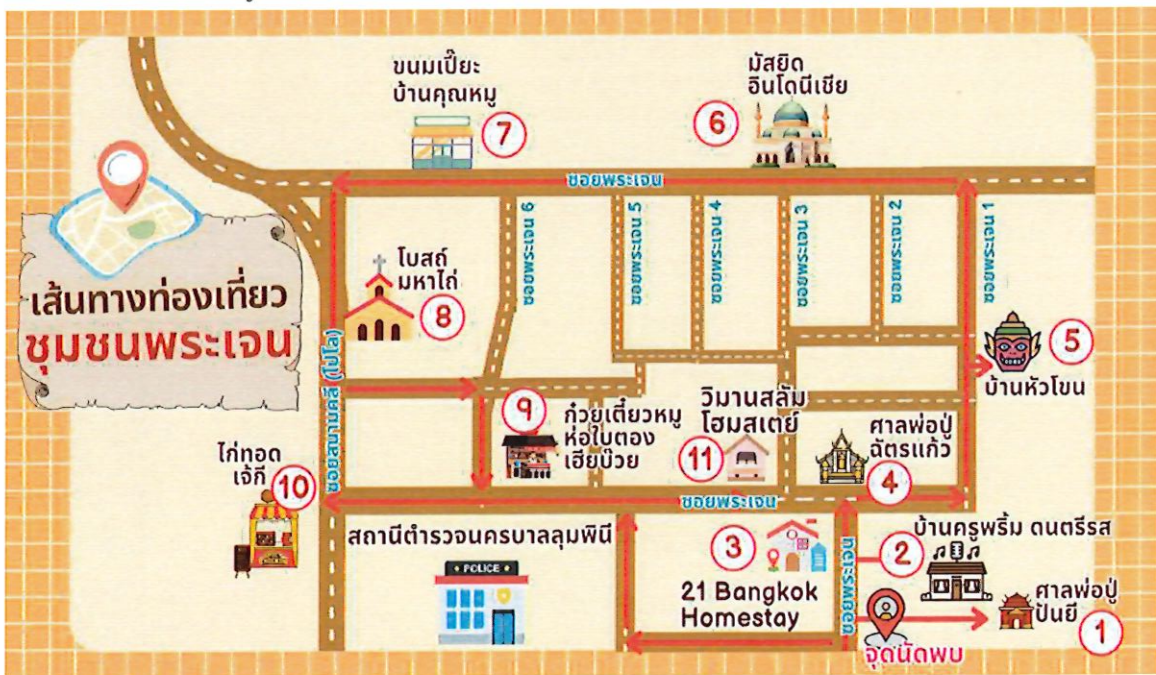 ขนมเปี๊ยะ
บ้านคุณหมู
7
มัสยิด
อินโดนีเซีย
6
ซอยพระเจน
เส้นทางท่องเที่ยว
ชุมชนพระเจน
โบสถ์
มหาไถ่
8
ซอยพระเจน 6
ซอยพระเจน 5
ซอยพระเจน 4
ซอยพระเจน 3
ซอยพระเจน 2
ซอยพระเจน 1
5
บ้านหัวโขน
ซอยสนามคลี (โปโล)
9
ก๋วยเตี๋ยวหมู
ห่อใบตอง
เฮียบ๊วย
วิมานสลัม
โฮมสเตย์
11
ศาลพ่อปู่
ฉัตรแก้ว
4
ไก่ทอด
เจ้กี
10
ซอยพระเจน
สถานีตำรวจนครบาลลุมพินี
POLICE
3
21 Bangkok
Homestay
ซอยพระเจน
บ้านครูพริ้ม ดนตรีรส
2
ศาลพ่อปู่
ปันยี
1
จุดนัดพบ